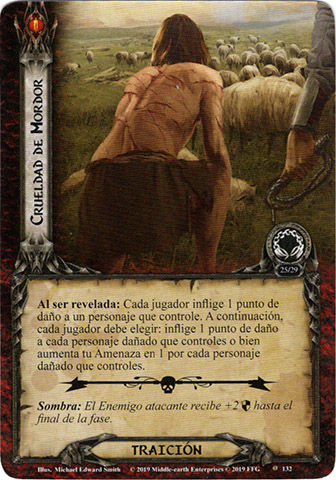 CRUELDAD DE MORDOR
25/29
Al ser revelada: Cada jugador inflige 1 punto de
daño a un personaje que controle. A continuación,
cada jugador debe elegir: inflige 1 punto de daño
a cada personaje dañado que controles o bien
aumenta tu Amenaza en 1 por cada personaje
dañado que controles.
Sombra: El Enemigo atacante recibe +2 hasta el
final de la fase.
TRAICIÓN
Illus. Michael Edward Smith © 2019 Middle-earth Enterprises © 2019 FFG 132